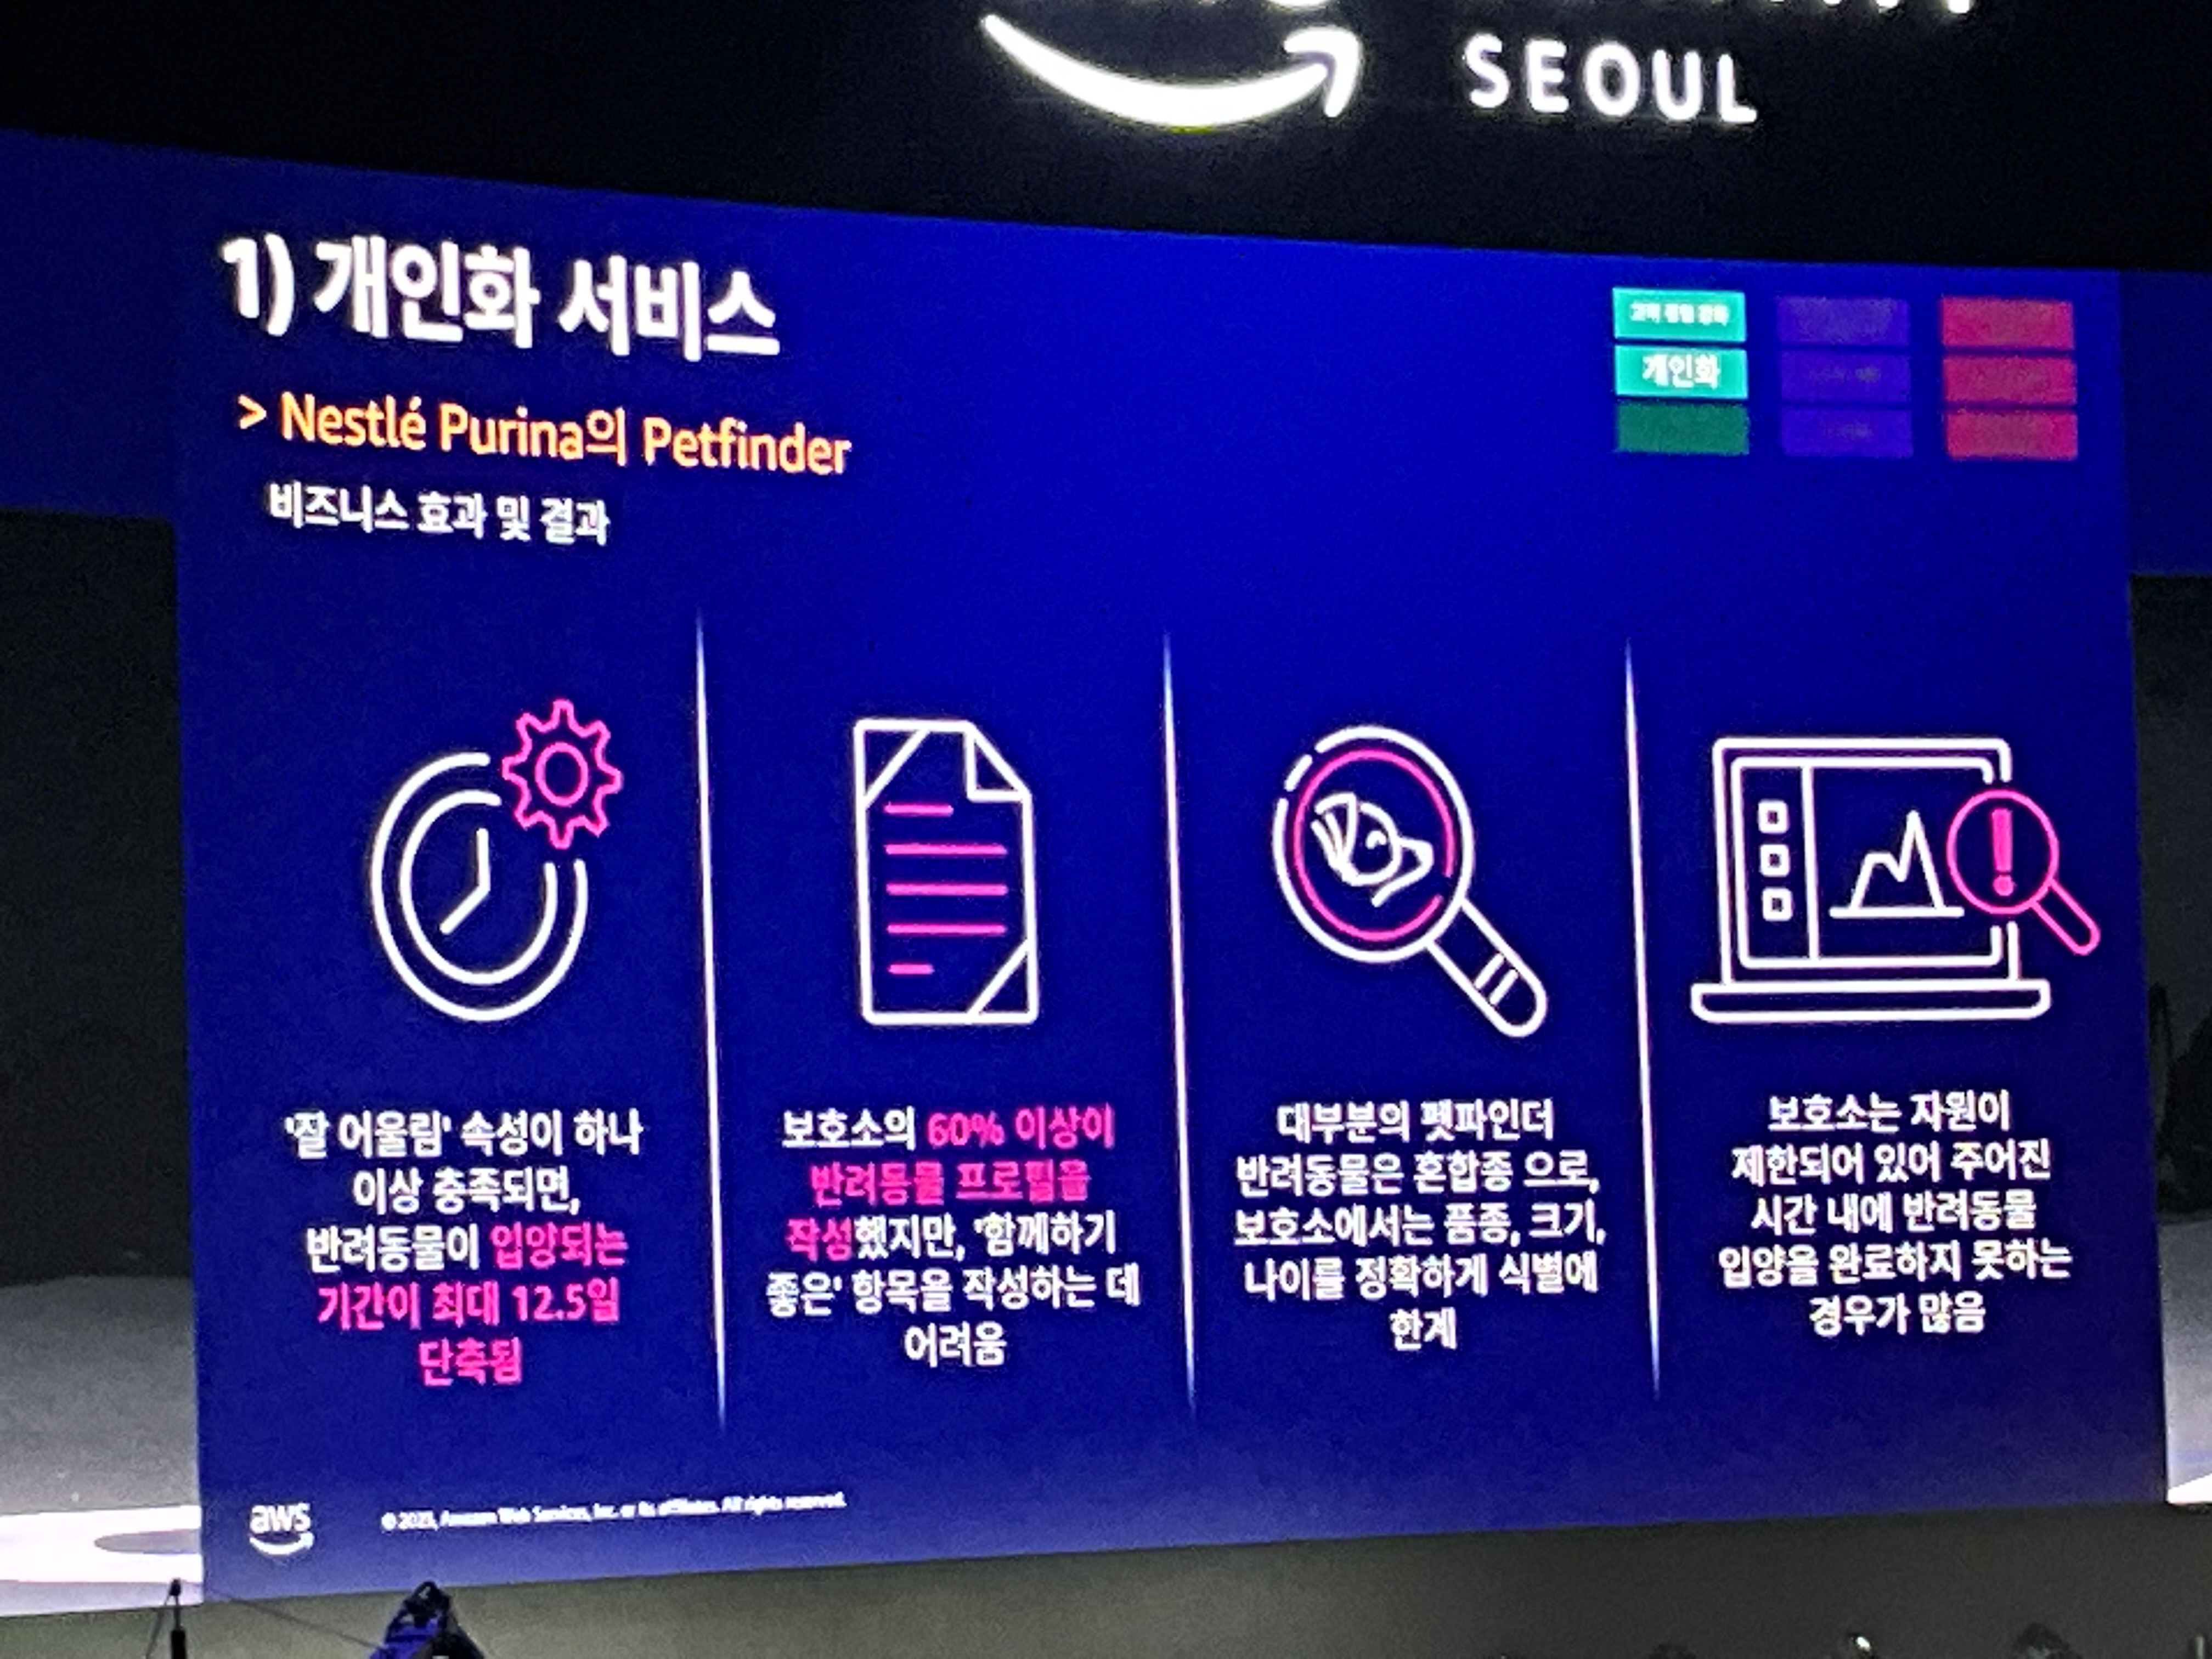 SEOUL
1) 개인화 서비스
> Nestlé Purina의 Petfinder
비즈니스 효과 및 결과
개인화
'잘 어울림' 속성이 하나
이상 충족되면,
반려동물이 입양되는
기간이 최대 12.5일
단축됨
보호소의 60% 이상이
반려동물 프로필을
작성했지만, '함께하기
좋은' 항목을 작성하는 데
어려움
대부분의 펫파인더
반려동물은 혼합종 으로,
보호소에서는 품종, 크기,
나이를 정확하게 식별에
한계
보호소는 자원이
제한되어 있어 주어진
시간 내에 반려동물
입양을 완료하지 못하는
경우가 많음
aws
© 2023, Amazon Web Services, Inc. or its affiliates. All rights reserved.